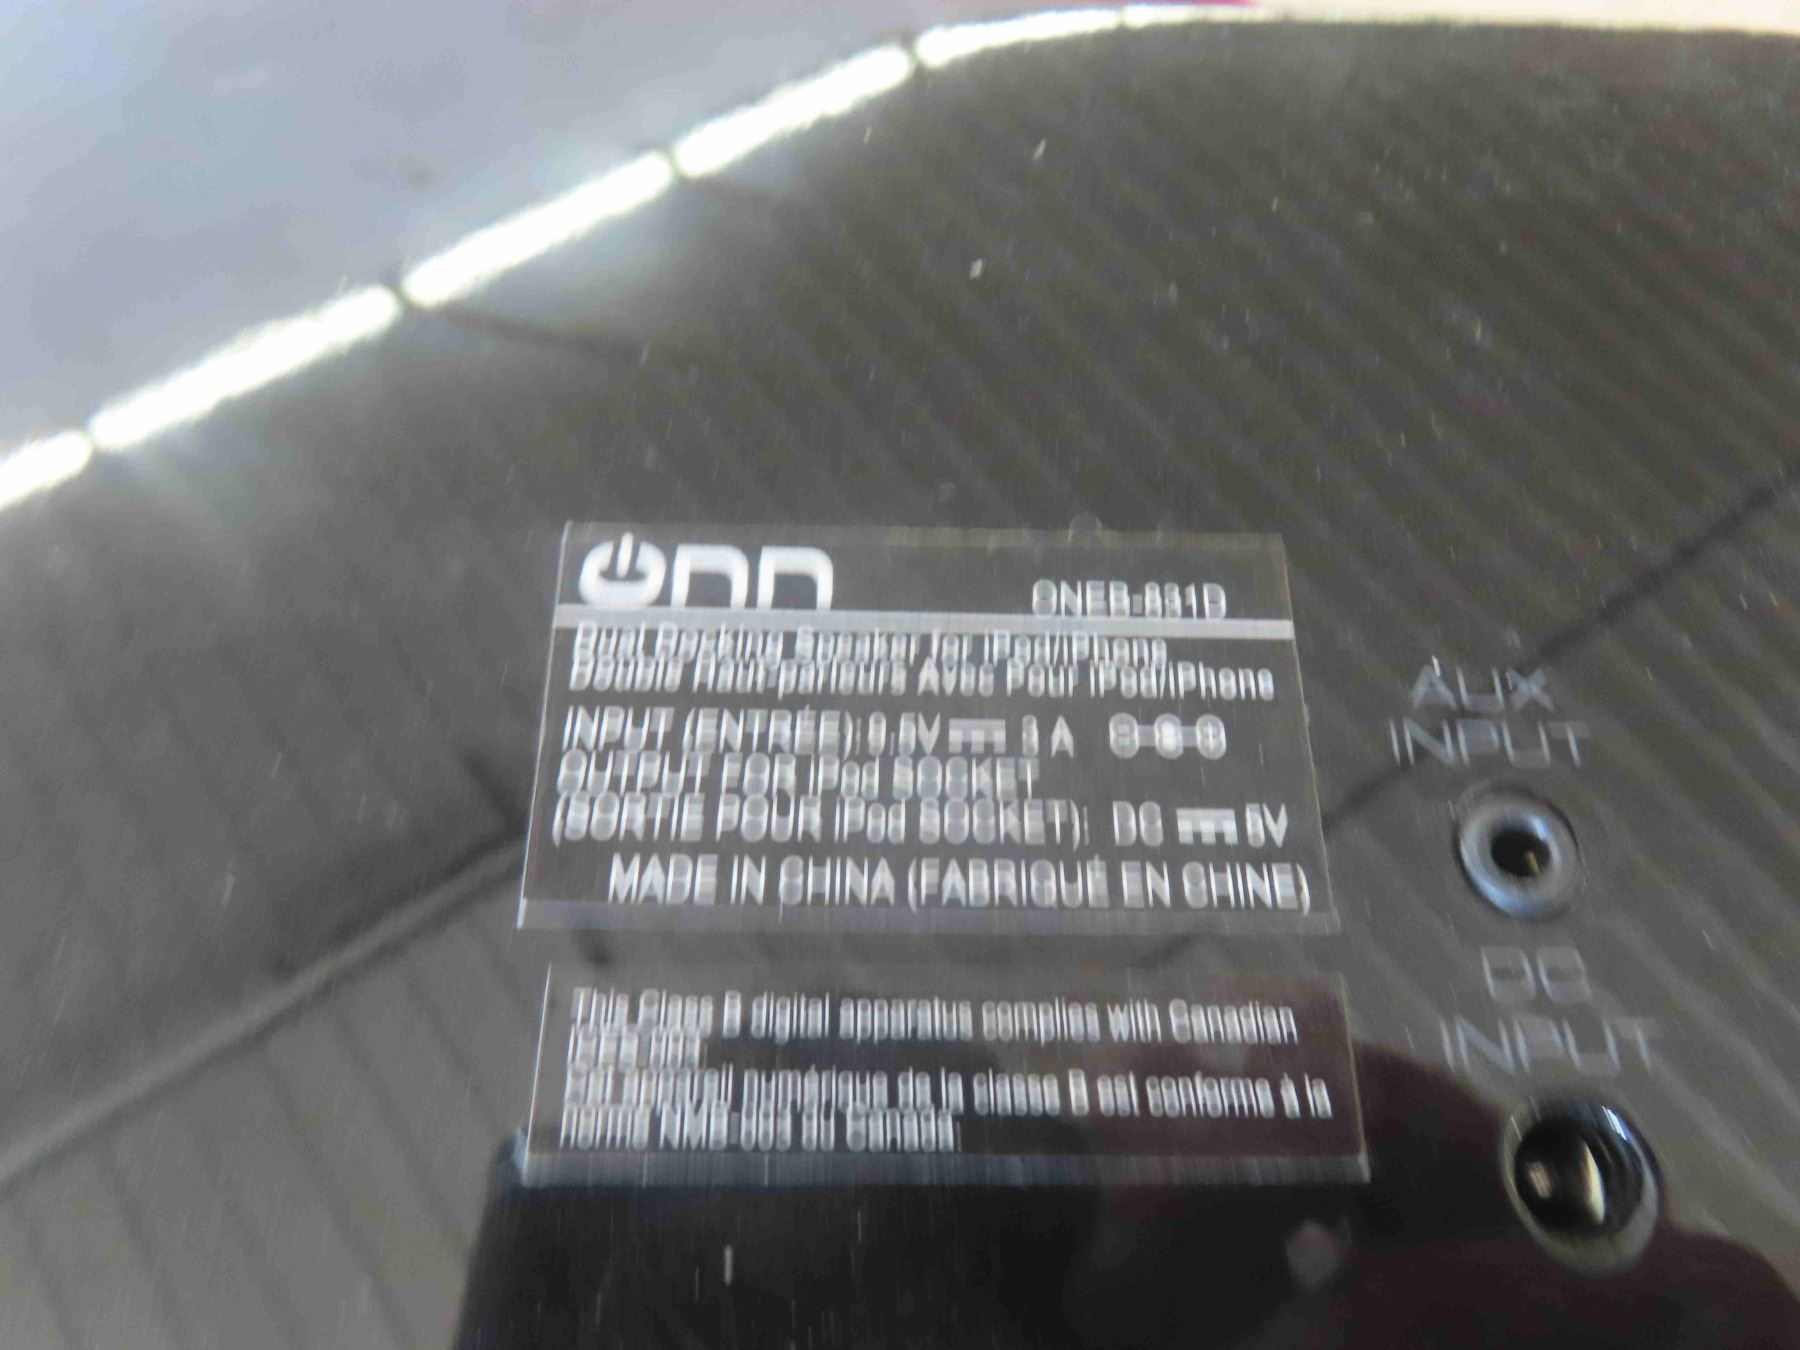 onn
Dual Docking Speaker for iPod/iPhone
Double Haut-parleurs Avec Pour iPod/iPhone
INPUT (ENTRÉE): V A
OUTPUT FOR iPod SOCKET
(SORTIE POUR iPod SOCKET): DC 5V
MADE IN CHINA (FABRIQUÉ EN CHINE)
This Class B digital apparatus complies with Canadian
Cet appareil numérique de la classe B est conforme à la
norme NMB-003 du Canada.
AUX
INPUT
DC
INPUT